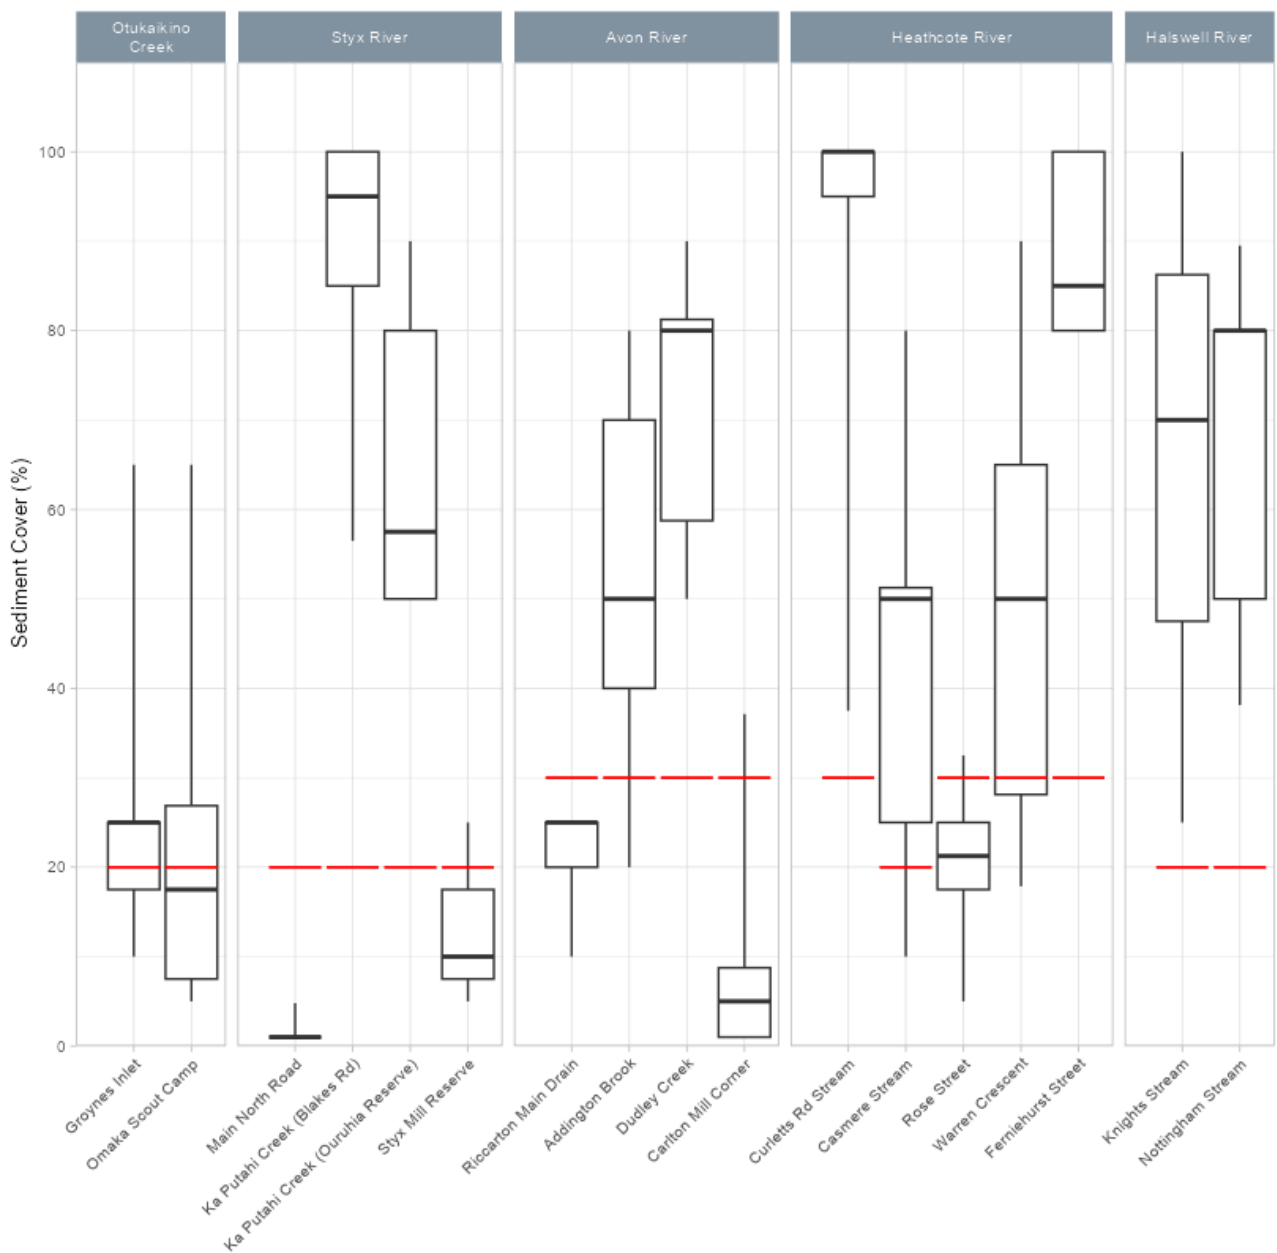 Otukaikino
Creek
Styx River
Avon River
Heathcote River
Halswell River
Sediment Cover (%)
100
80
60
40
20
0
Groynes Inlet
Omaka Scout Camp
Main North Road
Ka Putahi Creek (Blakes Rd)
Ka Putahi Creek (Ouruhia Reserve)
Styx Mill Reserve
Riccarton Main Drain
Addington Brook
Dudley Creek
Carlton Mill Corner
Curletts Rd Stream
Casmere Stream
Rose Street
Warren Crescent
Ferniehurst Street
Knights Stream
Nottingham Stream